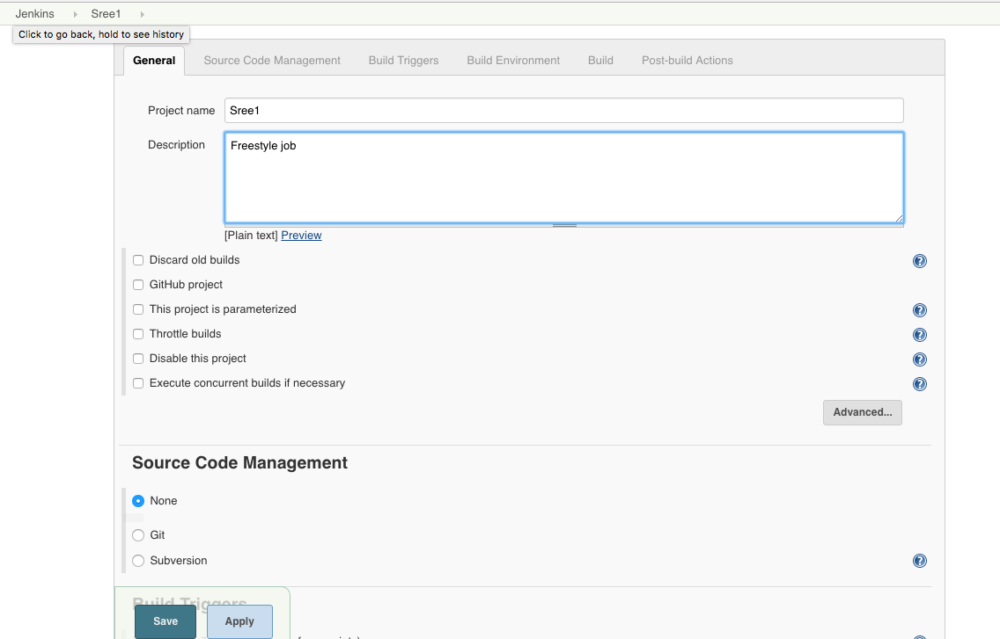 Jenkins Sree1
Click to go back, hold to see history
General Source Code Management Build Triggers Build Environment Build Post-build Actions
Project name Sree1
Description Freestyle job
[Plain text] Preview
Discard old builds
GitHub project
This project is parameterized
Throttle builds
Disable this project
Execute concurrent builds if necessary
Advanced...
Source Code Management
None
Git
Subversion
Build Triggers
Save Apply